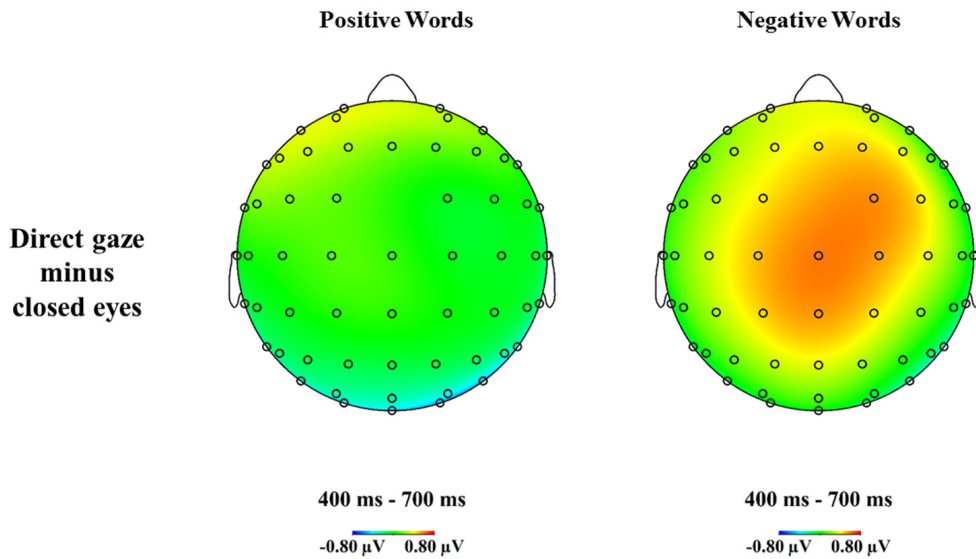 Positive Words
Negative Words
Direct gaze
minus
closed eyes
400 ms - 700 ms
400 ms - 700 ms
-0.80 µV 0.80 µV
-0.80 µV 0.80 µV